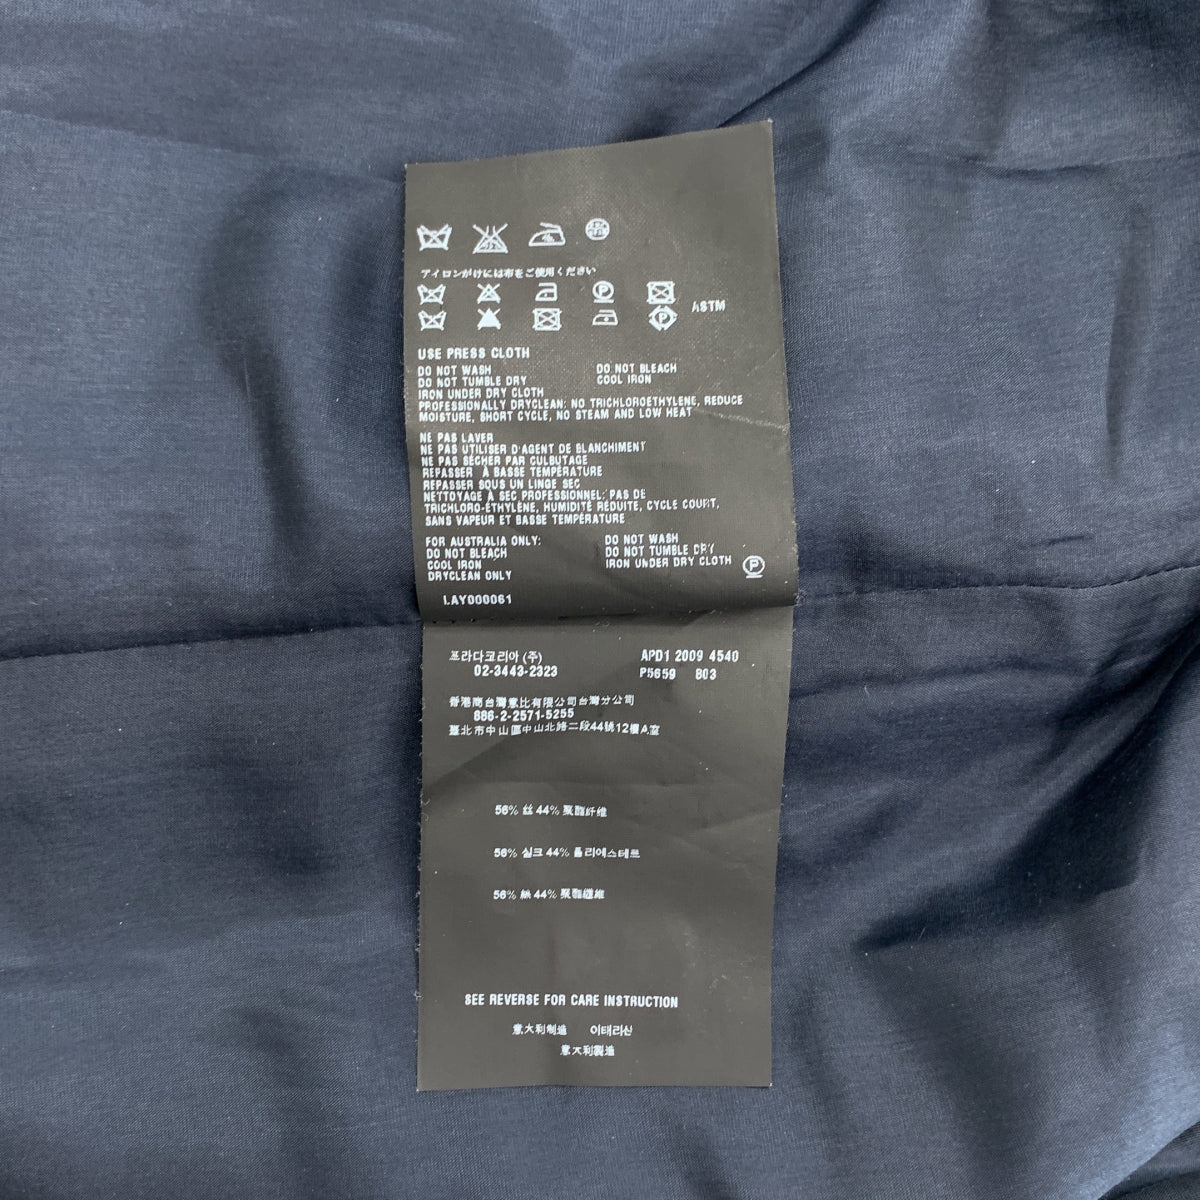 アイロンがけには布をご使用ください
ASTM
USE PRESS CLOTH
DO NOT WASH
DO NOT BLEACH
DO NOT TUMBLE DRY
COOL IRON
IRON UNDER DRY CLOTH
PROFESSIONALLY DRYCLEAN: NO TRICHLOROETHYLENE, REDUCE
MOISTURE, SHORT CYCLE, NO STEAM AND LOW HEAT
NE PAS LAVER
NE PAS UTILISER D'AGENT DE BLANCHIMENT
NE PAS SÉCHER PAR CULBUTAGE
REPASSER À BASSE TEMPÉRATURE
REPASSER SOUS UN LINGE SEC
NETTOYAGE À SEC PROFESSIONNEL: PAS DE
TRICHLORO-ÉTHYLÈNE, HUMIDITÉ RÉDUITE, CYCLE COURT,
SANS VAPEUR ET BASSE TEMPÉRATURE
FOR AUSTRALIA ONLY:
DO NOT WASH
DO NOT BLEACH
DO NOT TUMBLE DRY
COOL IRON
IRON UNDER DRY CLOTH
DRYCLEAN ONLY
LAY000061
프라다코리아 (주)
02-3443-2323
APD1 2009 4540
P5659 803
香港商台灣意比有限公司台灣分公司
886-2-2571-5255
臺北市中山區中山北路二段44號12樓A室
56% 丝 44% 聚酯纤维
56% 실크 44% 폴리에스테르
56% 絲 44% 聚酯纖維
SEE REVERSE FOR CARE INSTRUCTION
意大利制造 이태리산
意大利製造